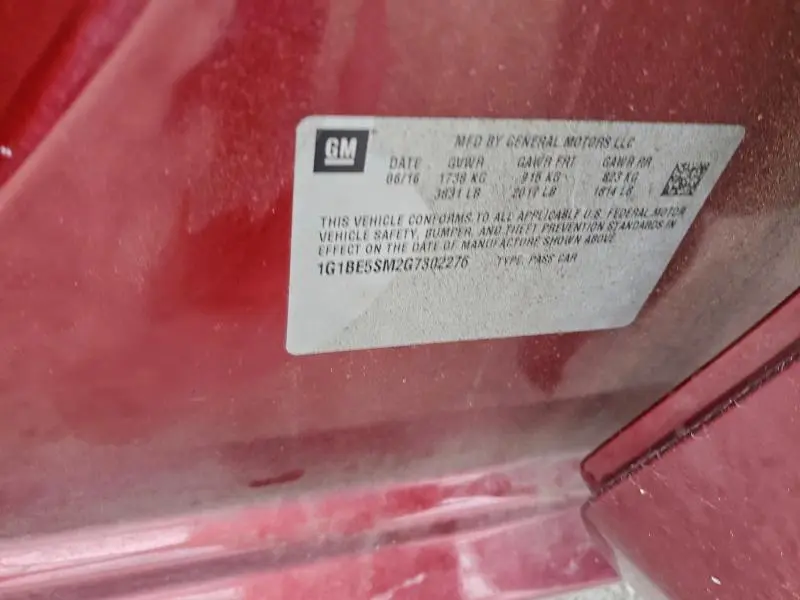 GM
MFD BY GENERAL MOTORS LLC
DATE GVWR GAWR FRT GAWR RR
06/16 1738 KG 915 KG 823 KG
3831 LB 2017 LB 1814 LB
THIS VEHICLE CONFORMS TO ALL APPLICABLE U.S. FEDERAL MOTOR
VEHICLE SAFETY, BUMPER, AND THEFT PREVENTION STANDARDS IN
EFFECT ON THE DATE OF MANUFACTURE SHOWN ABOVE.
1G1BE5SM2G7302276 TYPE: PASS CAR